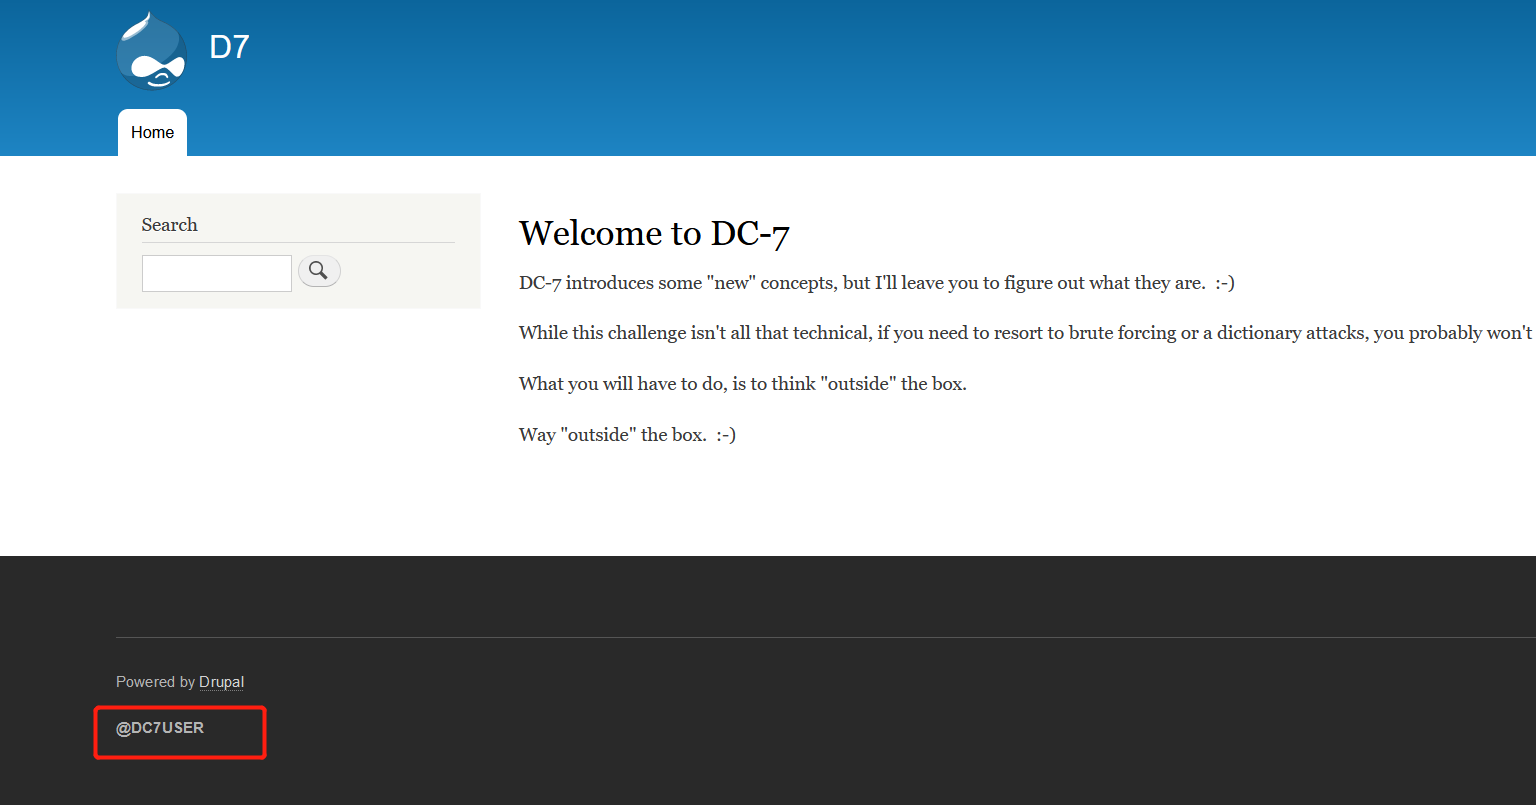 D7
Home
Search
Welcome to DC-7
DC-7 introduces some "new" concepts, but I'll leave you to figure out what they are.  :-)
While this challenge isn't all that technical, if you need to resort to brute forcing or a dictionary attacks, you probably won't
What you will have to do, is to think "outside" the box.
Way "outside" the box.  :-)
Powered by Drupal
@DC7USER